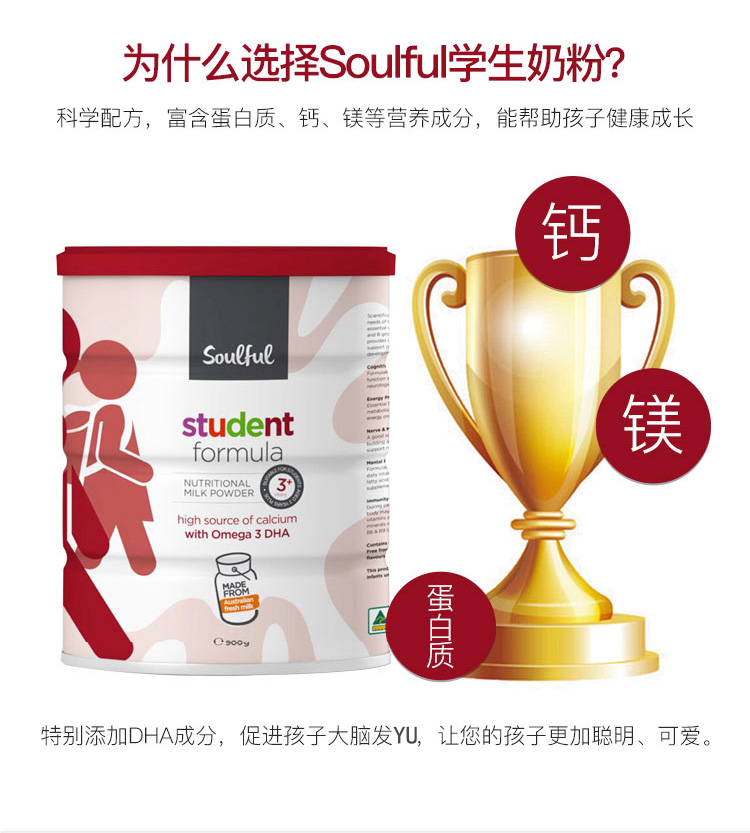 为什么选择Soulful学生奶粉?
科学配方，富含蛋白质、钙、镁等营养成分，能帮助孩子健康成长
钙
镁
蛋白质
Soulful
student
formula
NUTRITIONAL
MILK POWDER
3+
high source of calcium
with Omega 3 DHA
MADE
FROM
Australian
fresh milk
900g
特别添加DHA成分，促进孩子大脑发YU，让您的孩子更加聪明、可爱。